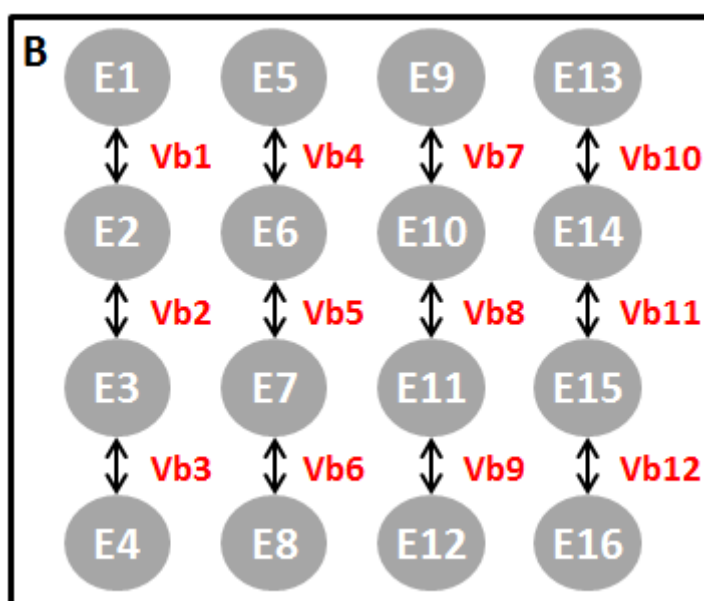 B
E1 E5 E9 E13
Vb1 Vb4 Vb7 Vb10
E2 E6 E10 E14
Vb2 Vb5 Vb8 Vb11
E3 E7 E11 E15
Vb3 Vb6 Vb9 Vb12
E4 E8 E12 E16